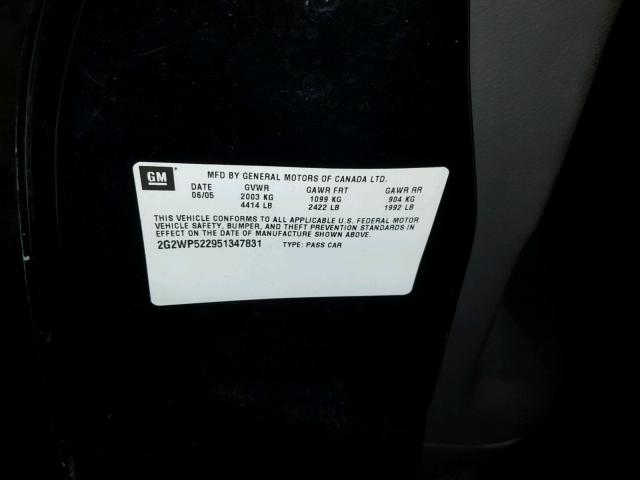 GM MFD BY GENERAL MOTORS OF CANADA LTD.
DATE GVWR GAWR FRT GAWR RR
06/05 2003 KG 1099 KG 904 KG
4414 LB 2422 LB 1992 LB
THIS VEHICLE CONFORMS TO ALL APPLICABLE U.S. FEDERAL MOTOR
VEHICLE SAFETY, BUMPER, AND THEFT PREVENTION STANDARDS IN
EFFECT ON THE DATE OF MANUFACTURE SHOWN ABOVE.
2G2WP522951347831 TYPE: PASS CAR